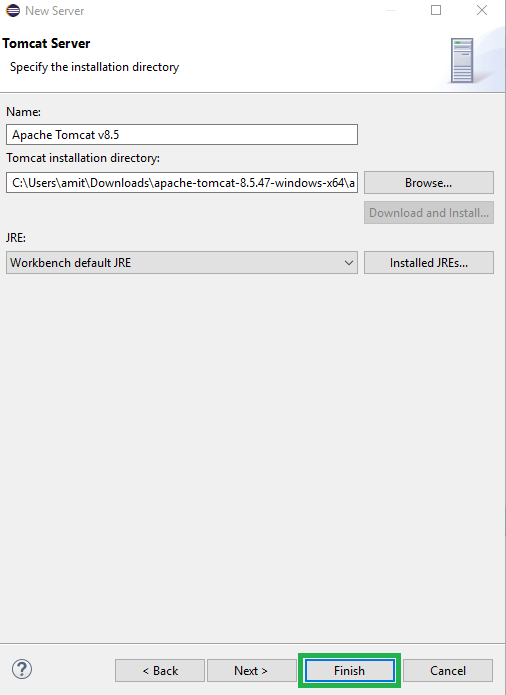 New Server
Tomcat Server
Specify the installation directory
Name:
Apache Tomcat v8.5
Tomcat installation directory:
C:\Users\amit\Downloads\apache-tomcat-8.5.47-windows-x64\a Browse...
Download and Install...
JRE:
Workbench default JRE Installed JREs...
? < Back Next > Finish Cancel